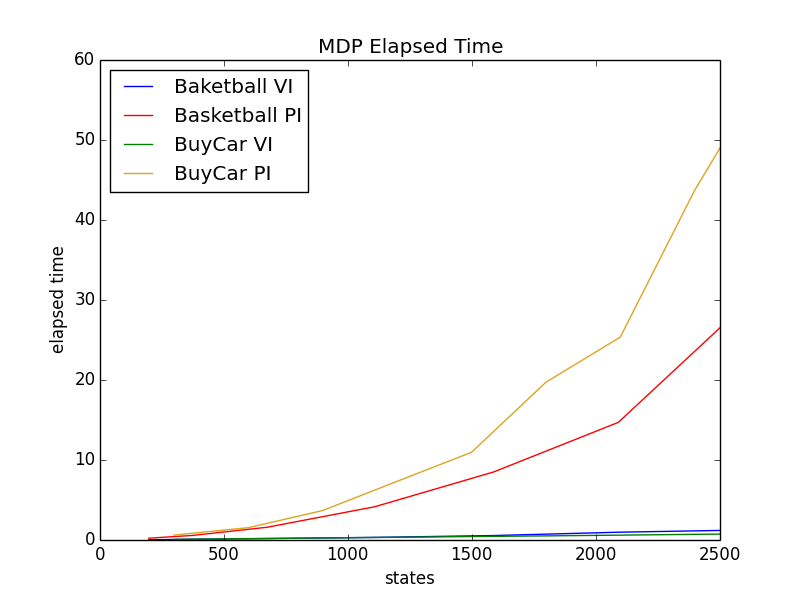 MDP Elapsed Time
60
50
40
30
20
10
0
elapsed time
Baketball VI
Basketball PI
BuyCar VI
BuyCar PI
0 500 1000 1500 2000 2500
states